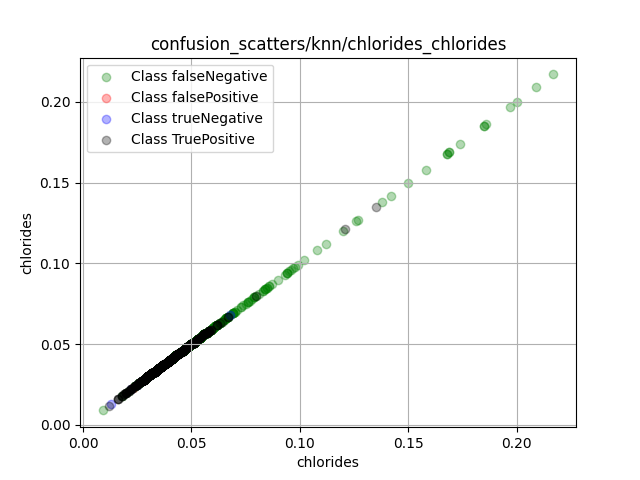 confusion_scatters/knn/chlorides_chlorides
Class falseNegative
Class falsePositive
Class trueNegative
Class TruePositive
0.20
0.15
0.10
0.05
0.00
chlorides
0.00 0.05 0.10 0.15 0.20
chlorides